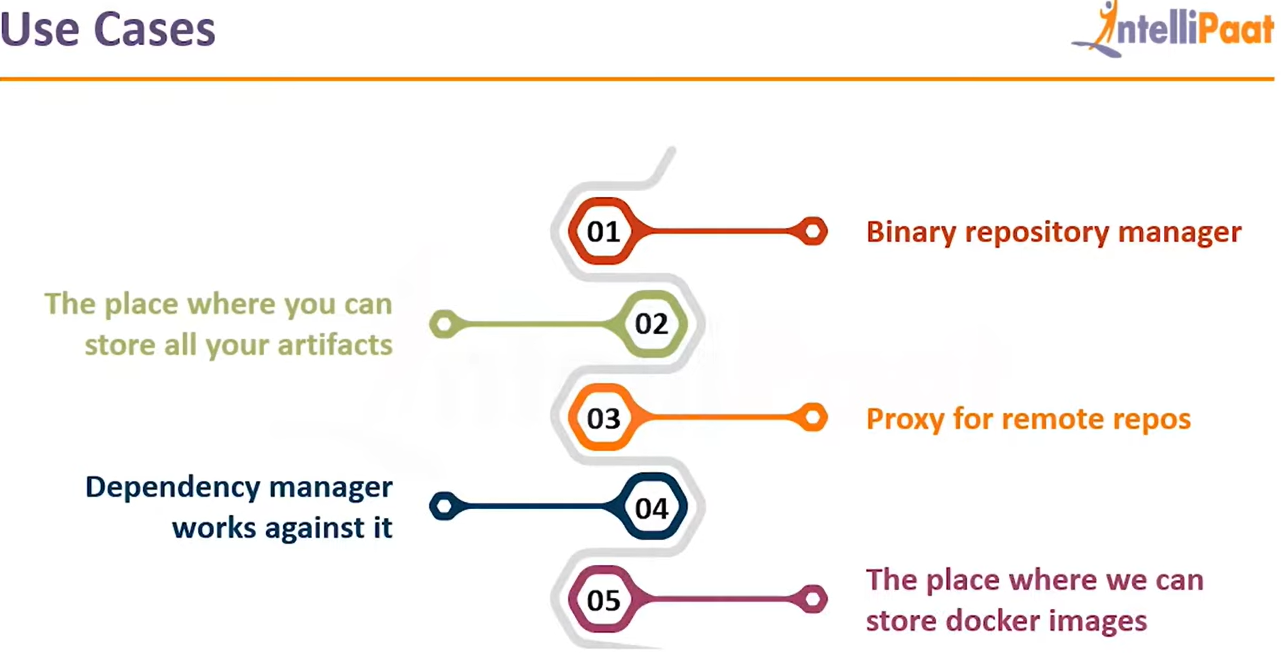 Use Cases
IntelliPaat
01
Binary repository manager
The place where you can
store all your artifacts
02
03
Proxy for remote repos
Dependency manager
works against it
04
05
The place where we can
store docker images